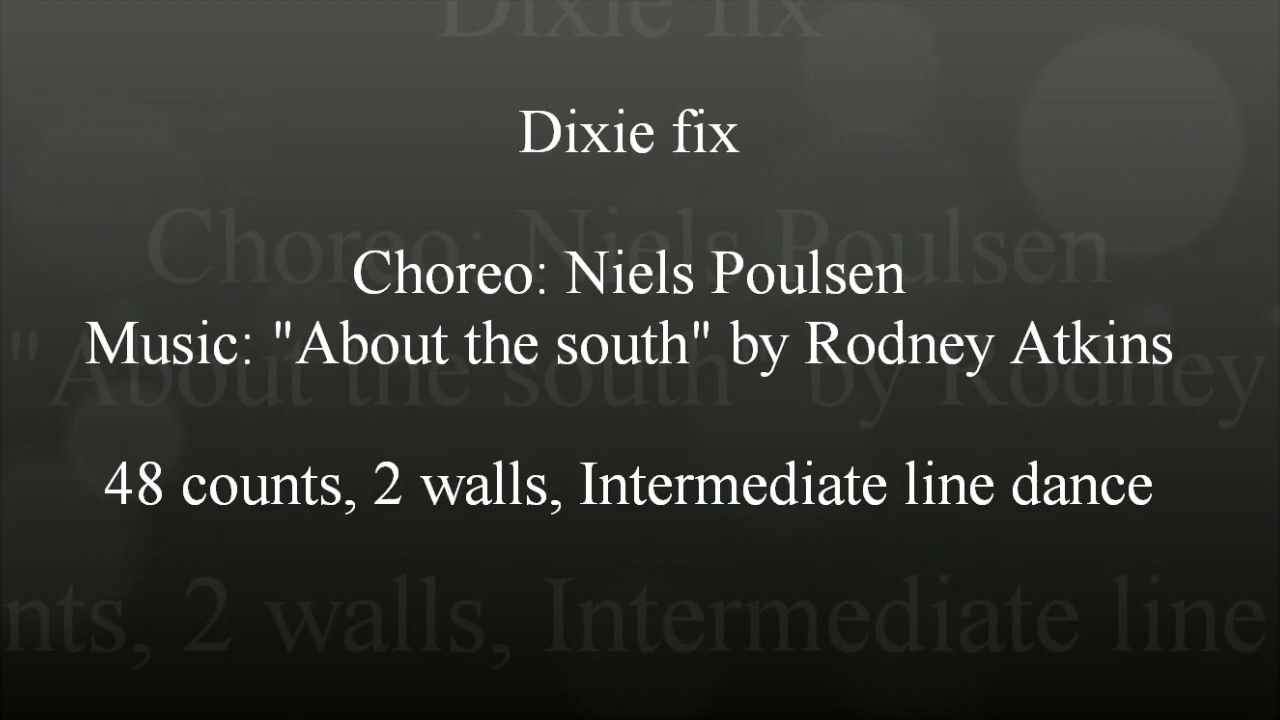 Dixie fix
Choreo: Niels Poulsen
Music: "About the south" by Rodney Atkins
48 counts, 2 walls, Intermediate line dance